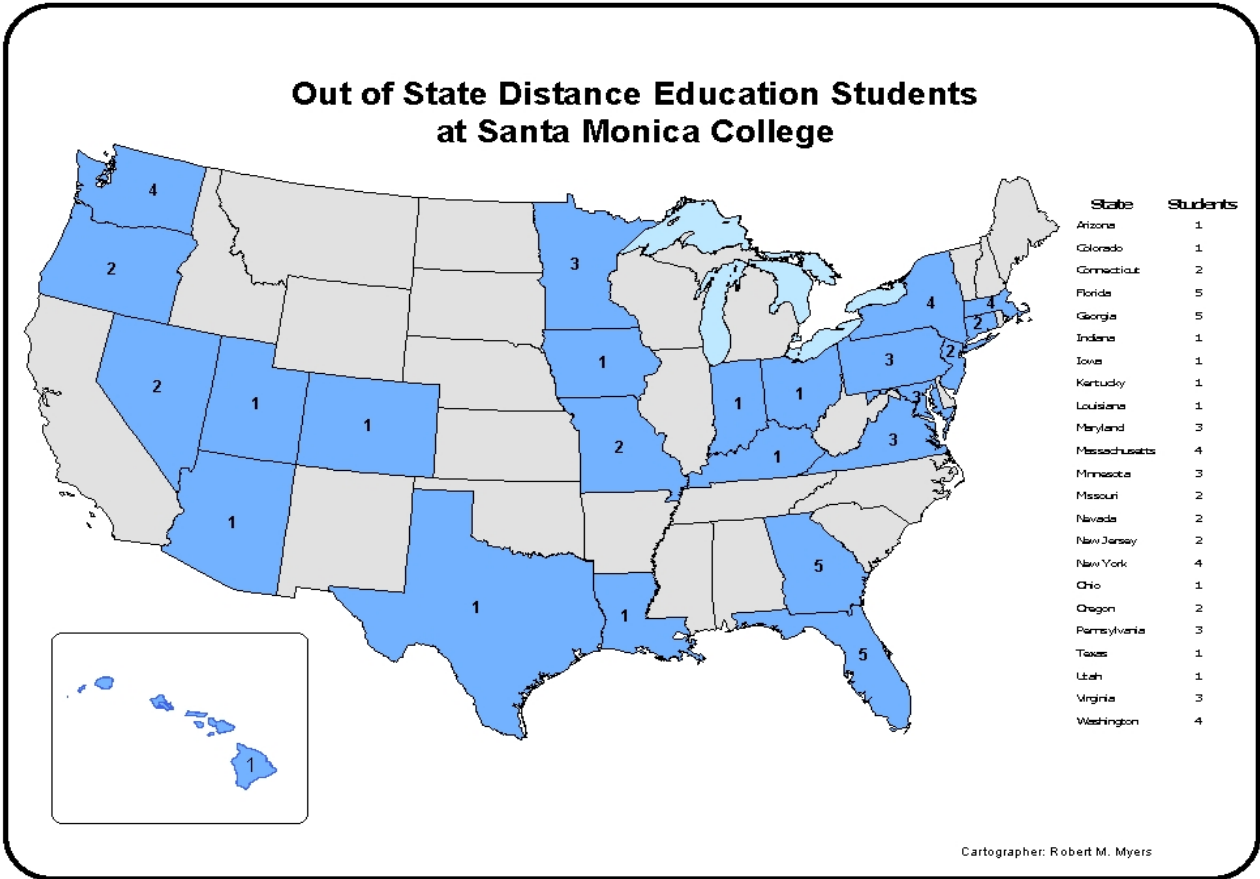 Out of State Distance Education Students
at Santa Monica College
State Students
Arizona 1
Colorado 1
Connecticut 2
Florida 5
Georgia 5
Indiana 1
Iowa 1
Kentucky 1
Louisiana 1
Maryland 3
Massachusetts 4
Minnesota 3
Missouri 2
Nevada 2
New Jersey 2
New York 4
Ohio 1
Oregon 2
Pennsylvania 3
Texas 1
Utah 1
Virginia 3
Washington 4
4
2
3
4
4
2
2
3
1
2
1
1
1
1
3
3
1
2
1
1
5
1
1
5
1
Cartographer: Robert M. Myers